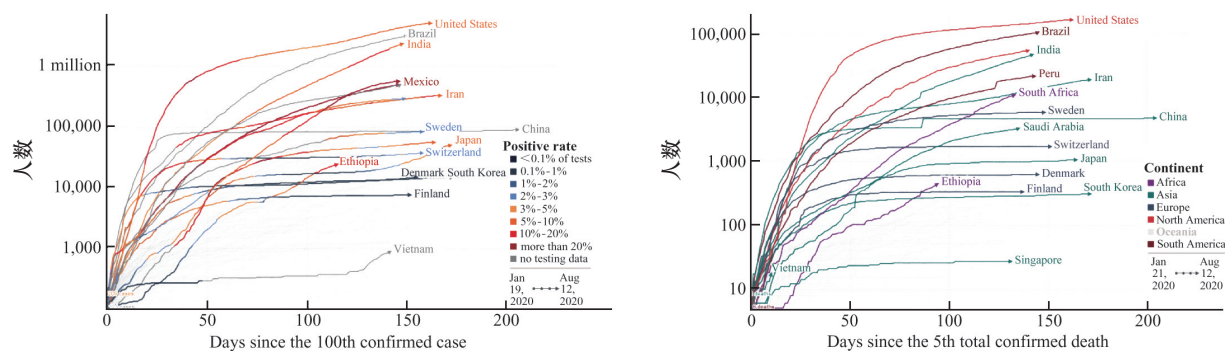 人数
1 million
100,000
10,000
1,000
0
50
100
150
200
Days since the 100th confirmed case
United States
Brazil
India
Mexico
Iran
Sweden
China
Japan
Switzerland
Ethiopia
Denmark South Korea
Finland
Vietnam
Positive rate
<0.1% of tests
0.1%–1%
1%–2%
2%–3%
3%–5%
5%–10%
10%–20%
more than 20%
no testing data
Jan 19, 2020
Aug 12, 2020
人数
100,000
10,000
1,000
100
10
0
50
100
150
200
Days since the 5th total confirmed death
United States
Brazil
India
Peru
Iran
South Africa
Sweden
China
Saudi Arabia
Switzerland
Japan
Denmark
Ethiopia
Finland
South Korea
Vietnam
Singapore
Continent
Africa
Asia
Europe
North America
Oceania
South America
Jan 21, 2020
Aug 12, 2020